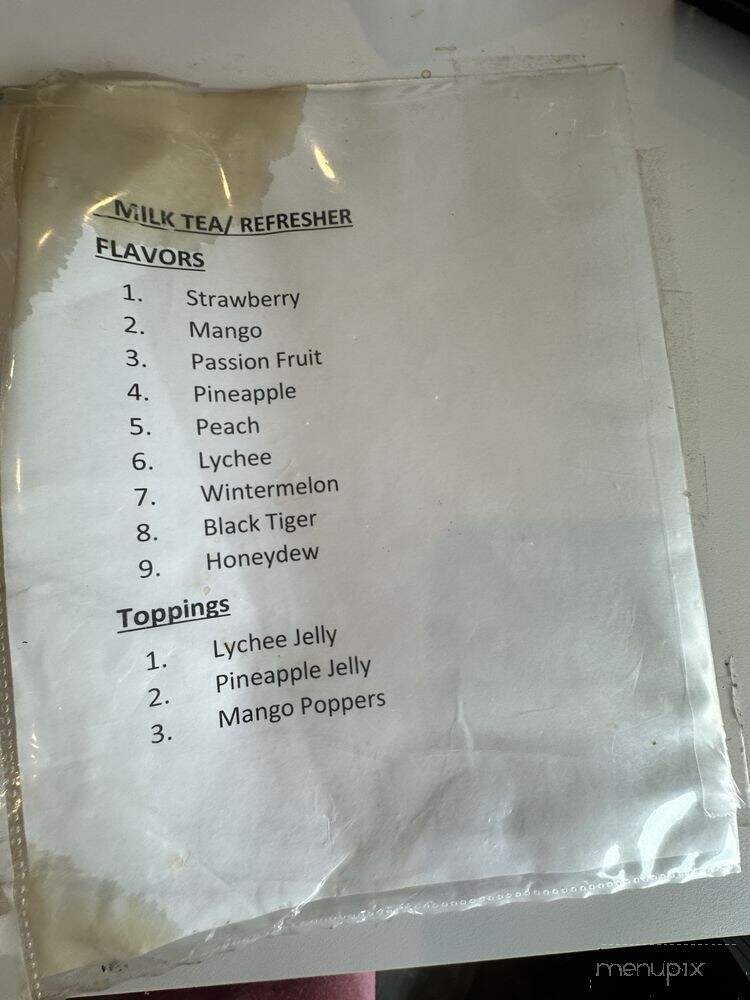 MILK TEA/ REFRESHER
FLAVORS
1. Strawberry
2. Mango
3. Passion Fruit
4. Pineapple
5. Peach
6. Lychee
7. Wintermelon
8. Black Tiger
9. Honeydew
Toppings
1. Lychee Jelly
2. Pineapple Jelly
3. Mango Poppers
menupix